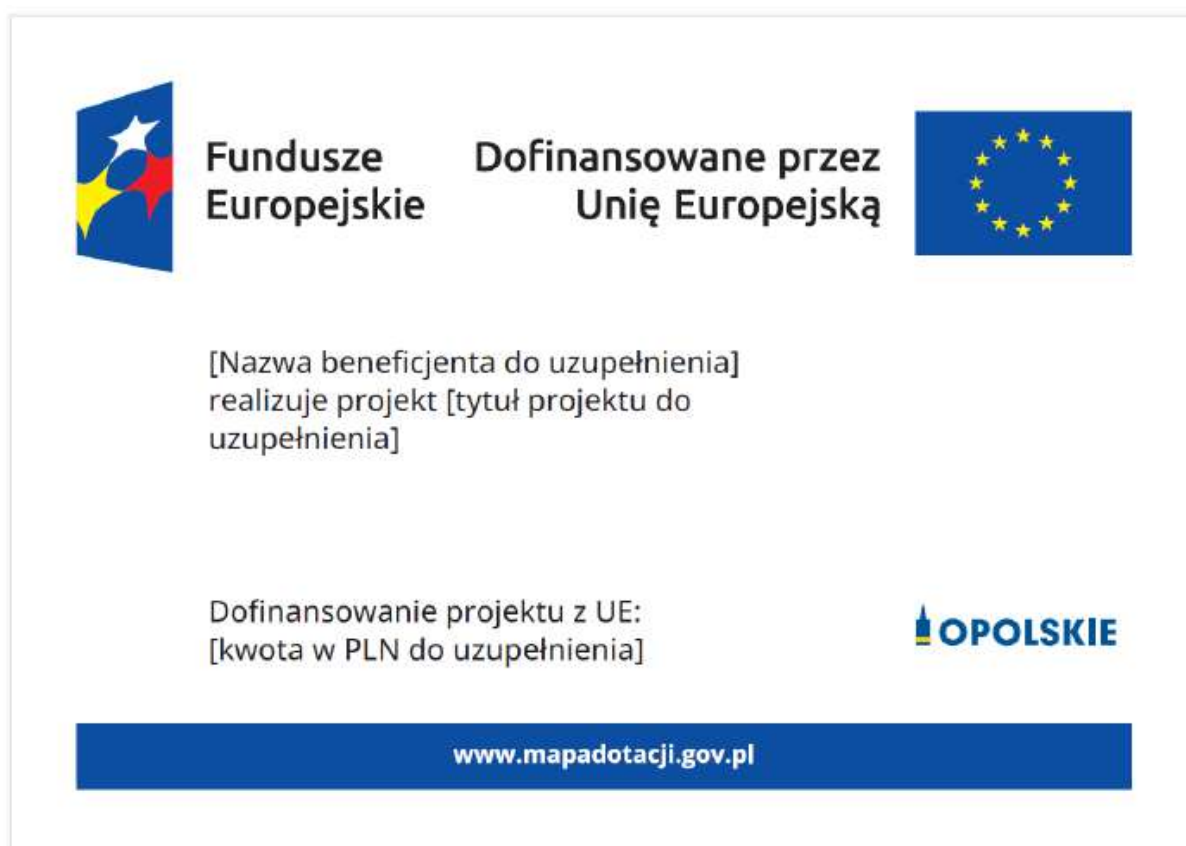 Fundusze
Europejskie
Dofinansowane przez
Unię Europejską
[Nazwa beneficjenta do uzupełnienia]
realizuje projekt [tytuł projektu do
uzupełnienia]
Dofinansowanie projektu z UE:
[kwota w PLN do uzupełnienia]
OPOLSKIE
www.mapadotacji.gov.pl